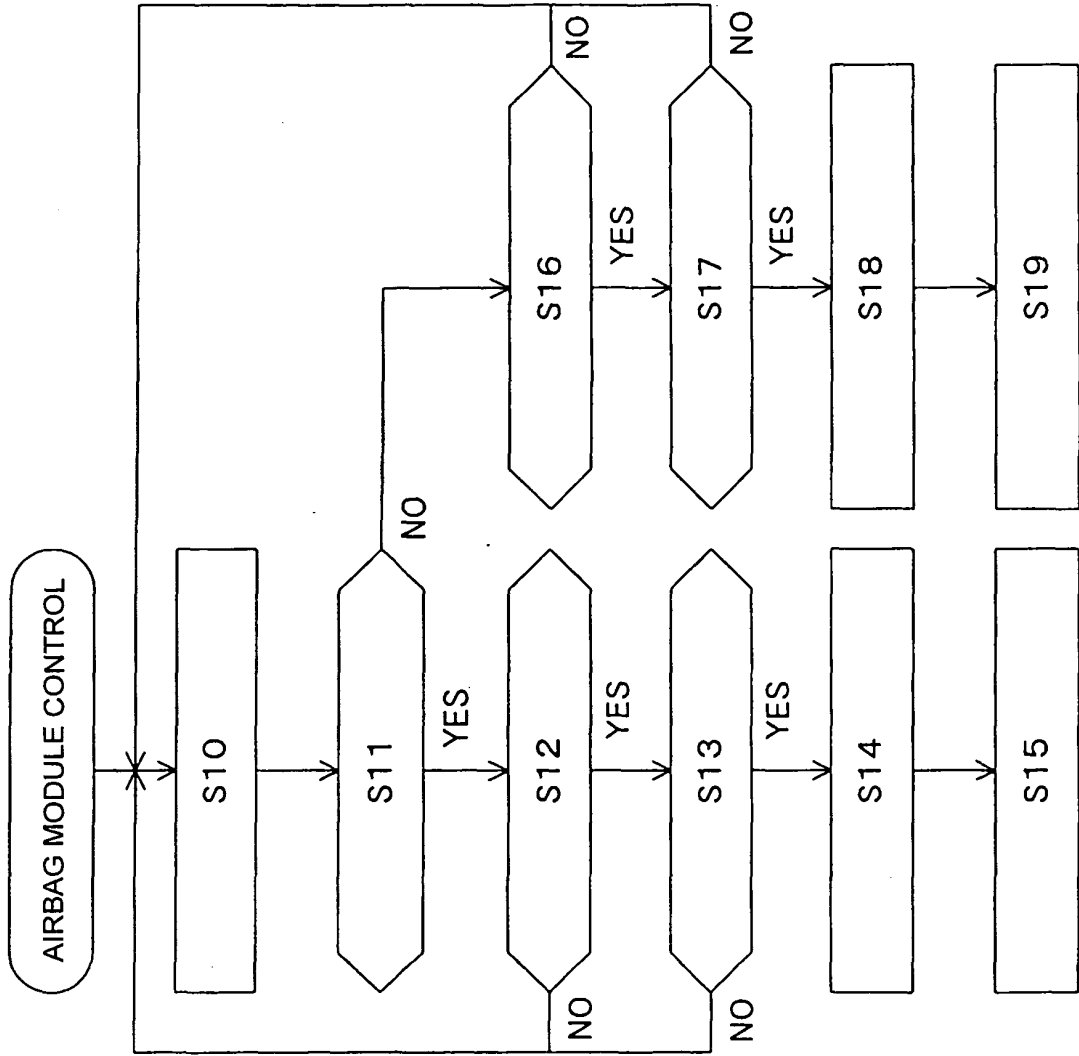 AIRBAG MODULE CONTROL
S10
S11
NO
YES
S12
S16
NO
NO
YES
YES
S13
S17
NO
NO
YES
YES
S14
S18
S15
S19